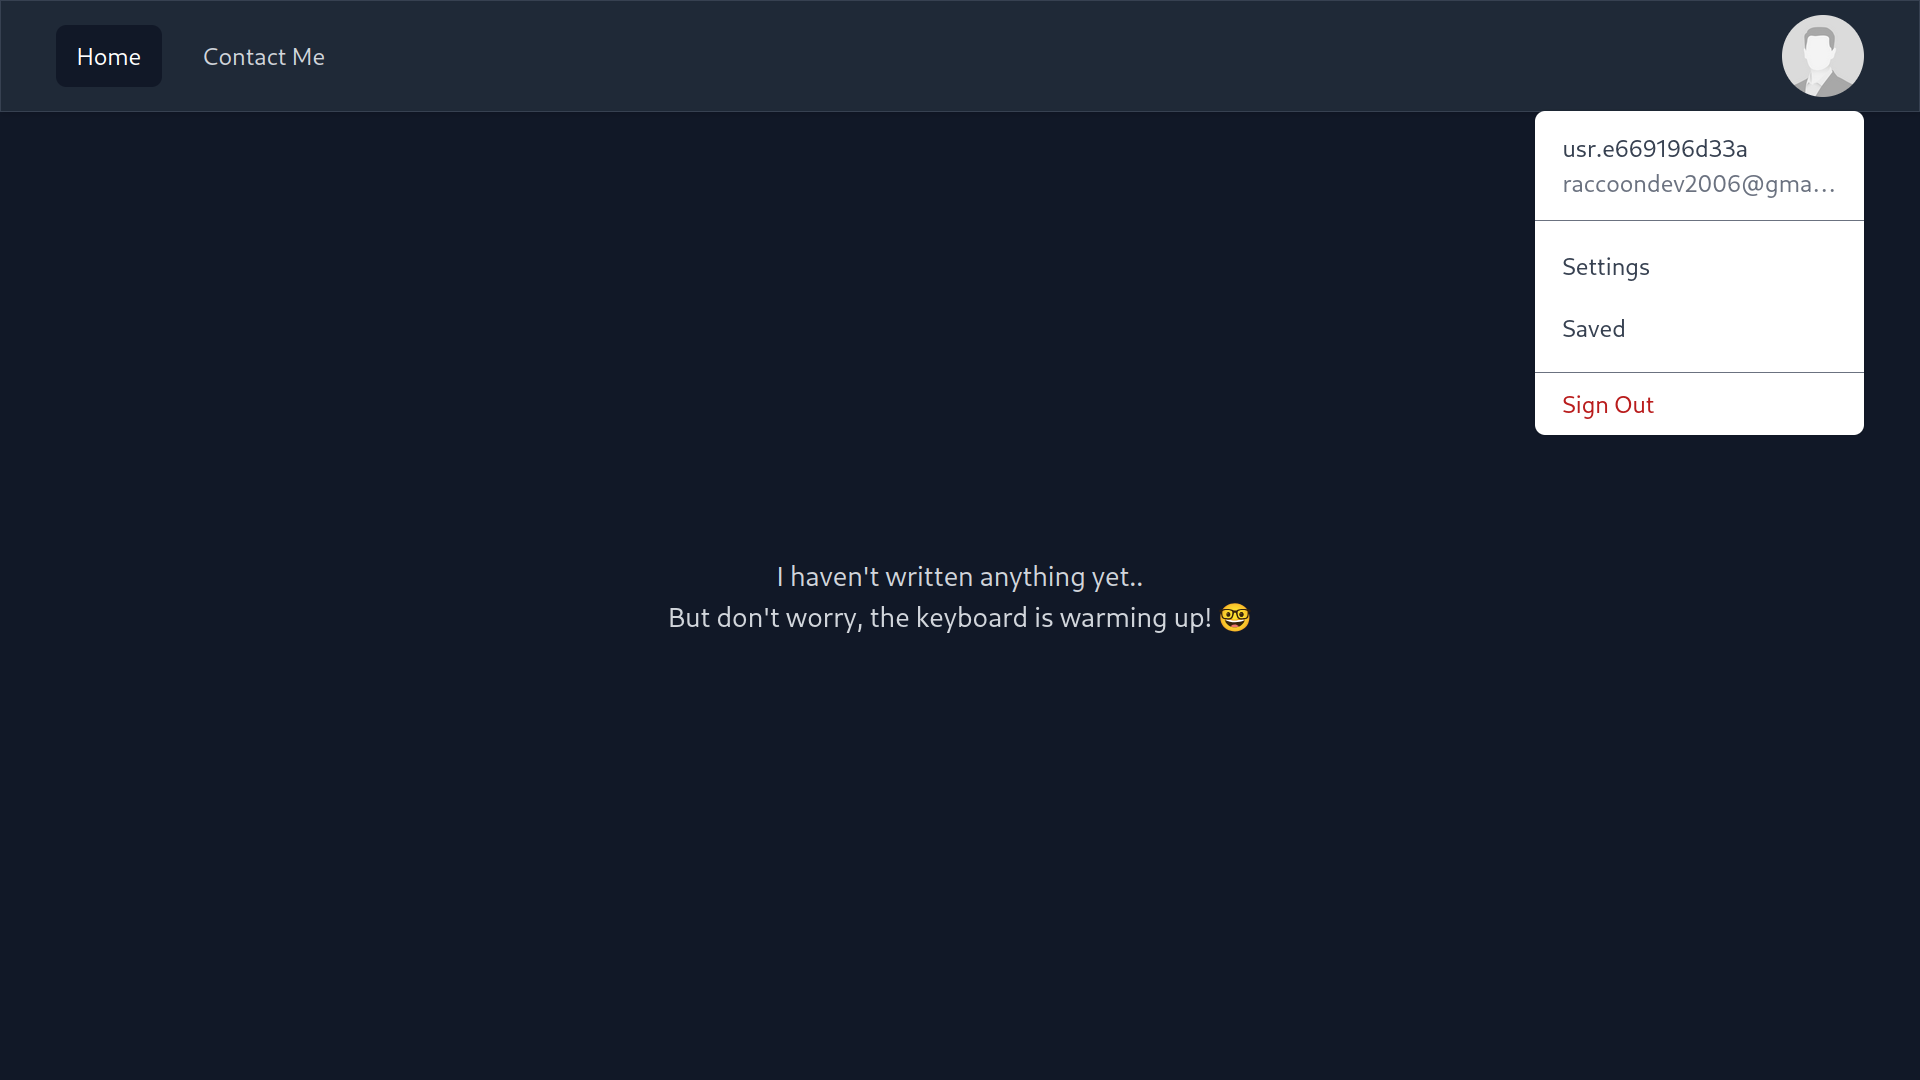 Home
Contact Me
usr.e669196d33a
raccoondev2006@gma...
Settings
Saved
Sign Out
I haven't written anything yet..
But don't worry, the keyboard is warming up! 🤓